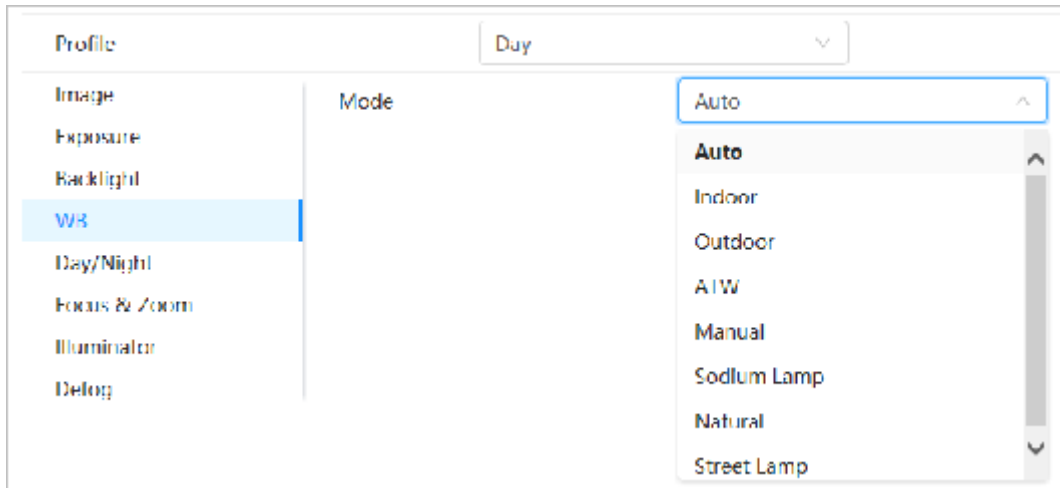 Profile
Day
Image
Exposure
Backlight
WB
Day/Night
Focus & Zoom
Illuminator
Defog
Mode
Auto
Auto
Indoor
Outdoor
ATW
Manual
Sodium Lamp
Natural
Street Lamp